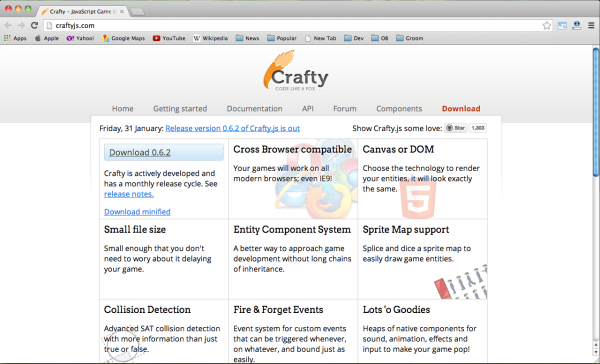 Crafty - JavaScript Game
craftyjs.com
Apps Apple Yahoo! Google Maps YouTube Wikipedia News Popular New Tab Dev OB Groom
Crafty
CODE LIKE A FOX
Home Getting started Documentation API Forum Components Download
Friday, 31 January: Release version 0.6.2 of Crafty.js is out
Show Crafty.js some love: Star 1,303
Download 0.6.2
Crafty is actively developed and
has a monthly release cycle. See
release notes.
Download minified
Cross Browser compatible
Your games will work on all
modern browsers; even IE9!
Canvas or DOM
Choose the technology to render
your entities, it will look exactly
the same.
Small file size
Small enough that you don't
need to worry about it delaying
your game.
Entity Component System
A better way to approach game
development without long chains
of inheritance.
Sprite Map support
Splice and dice a sprite map to
easily draw game entities.
Collision Detection
Advanced SAT collision detection
with more information than just
true or false.
Fire & Forget Events
Event system for custom events
that can be triggered whenever,
on whatever, and bound just as
easily.
Lots 'o Goodies
Heaps of native components for
sound, animation, effects and
input to make your game pop!